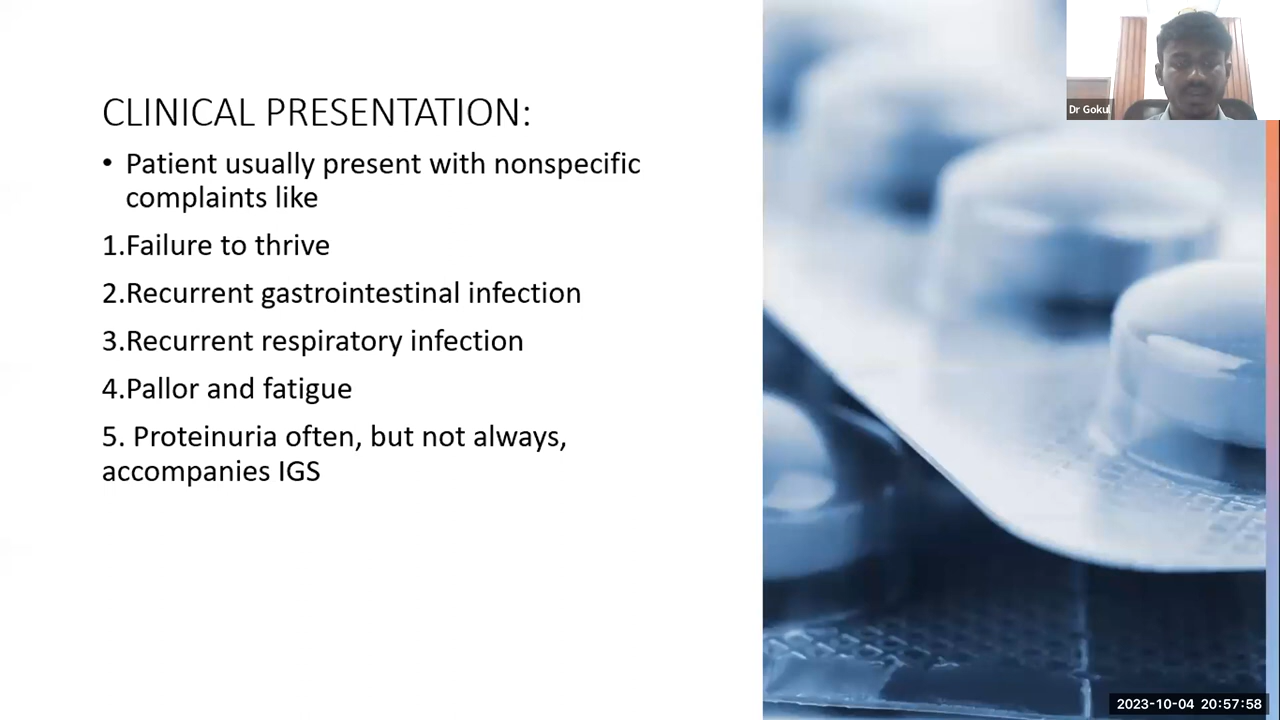 CLINICAL PRESENTATION:
• Patient usually present with nonspecific
complaints like
1.Failure to thrive
2.Recurrent gastrointestinal infection
3.Recurrent respiratory infection
4.Pallor and fatigue
5. Proteinuria often, but not always,
accompanies IGS
Dr Gokul
2023-10-04 20:57:58